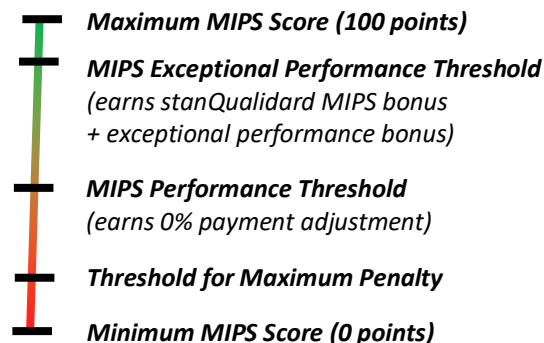 Maximum MIPS Score (100 points)
MIPS Exceptional Performance Threshold
(earns stanQualidard MIPS bonus
+ exceptional performance bonus)
MIPS Performance Threshold
(earns 0% payment adjustment)
Threshold for Maximum Penalty
Minimum MIPS Score (0 points)